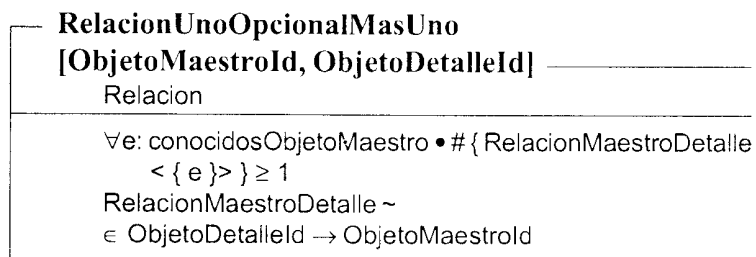 RelacionUnoOpcionalMasUno
[ObjetoMaestroId, ObjetoDetalleId]
Relacion
∀e: conocidosObjetoMaestro • # { RelacionMaestroDetalle
< { e }> } ≥ 1
RelacionMaestroDetalle ~
∈ ObjetoDetalleId → ObjetoMaestroId